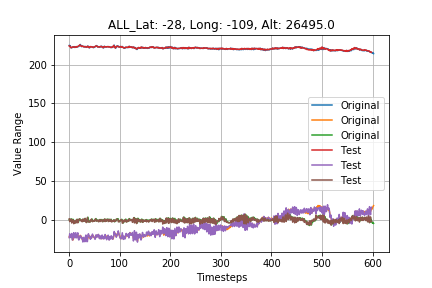 ALL_Lat: -28, Long: -109, Alt: 26495.0
Value Range
200
150
100
50
0
Original
Original
Original
Test
Test
Test
0 100 200 300 400 500 600
Timesteps